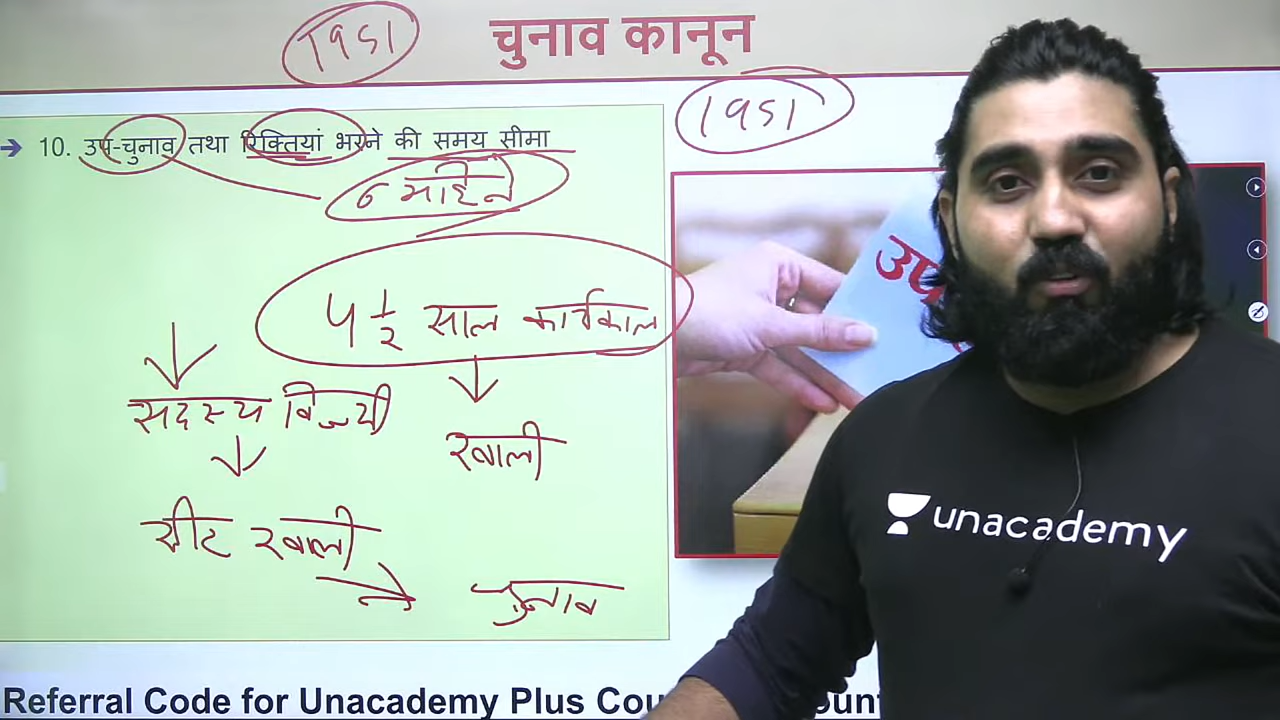 1951
चुनाव कानून
1951
→ 10. उप-चुनाव तथा रिक्तियां भरने की समय सीमा
6 महिने
4 1/2 साल कार्यकाल
सदस्य विजयी
खाली
सीट खाली → चुनाव
उप
unacademy
Referral Code for Unacademy Plus